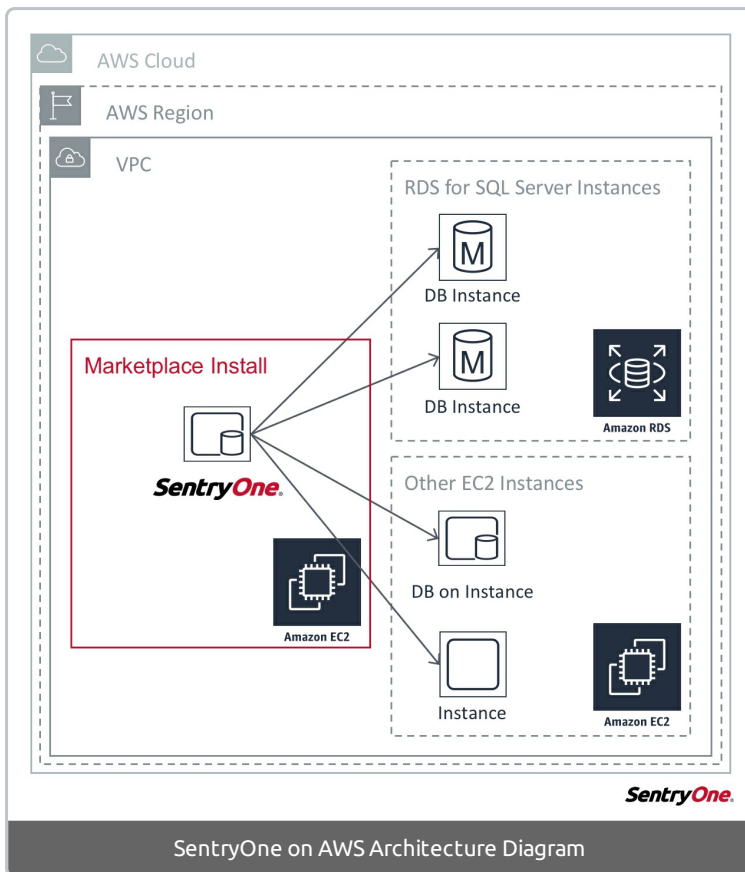 AWS Cloud
AWS Region
VPC
RDS for SQL Server Instances
M
DB Instance
M
DB Instance
Amazon RDS
Marketplace Install
SentryOne.
Amazon EC2
Other EC2 Instances
DB on Instance
Instance
Amazon EC2
SentryOne.
SentryOne on AWS Architecture Diagram